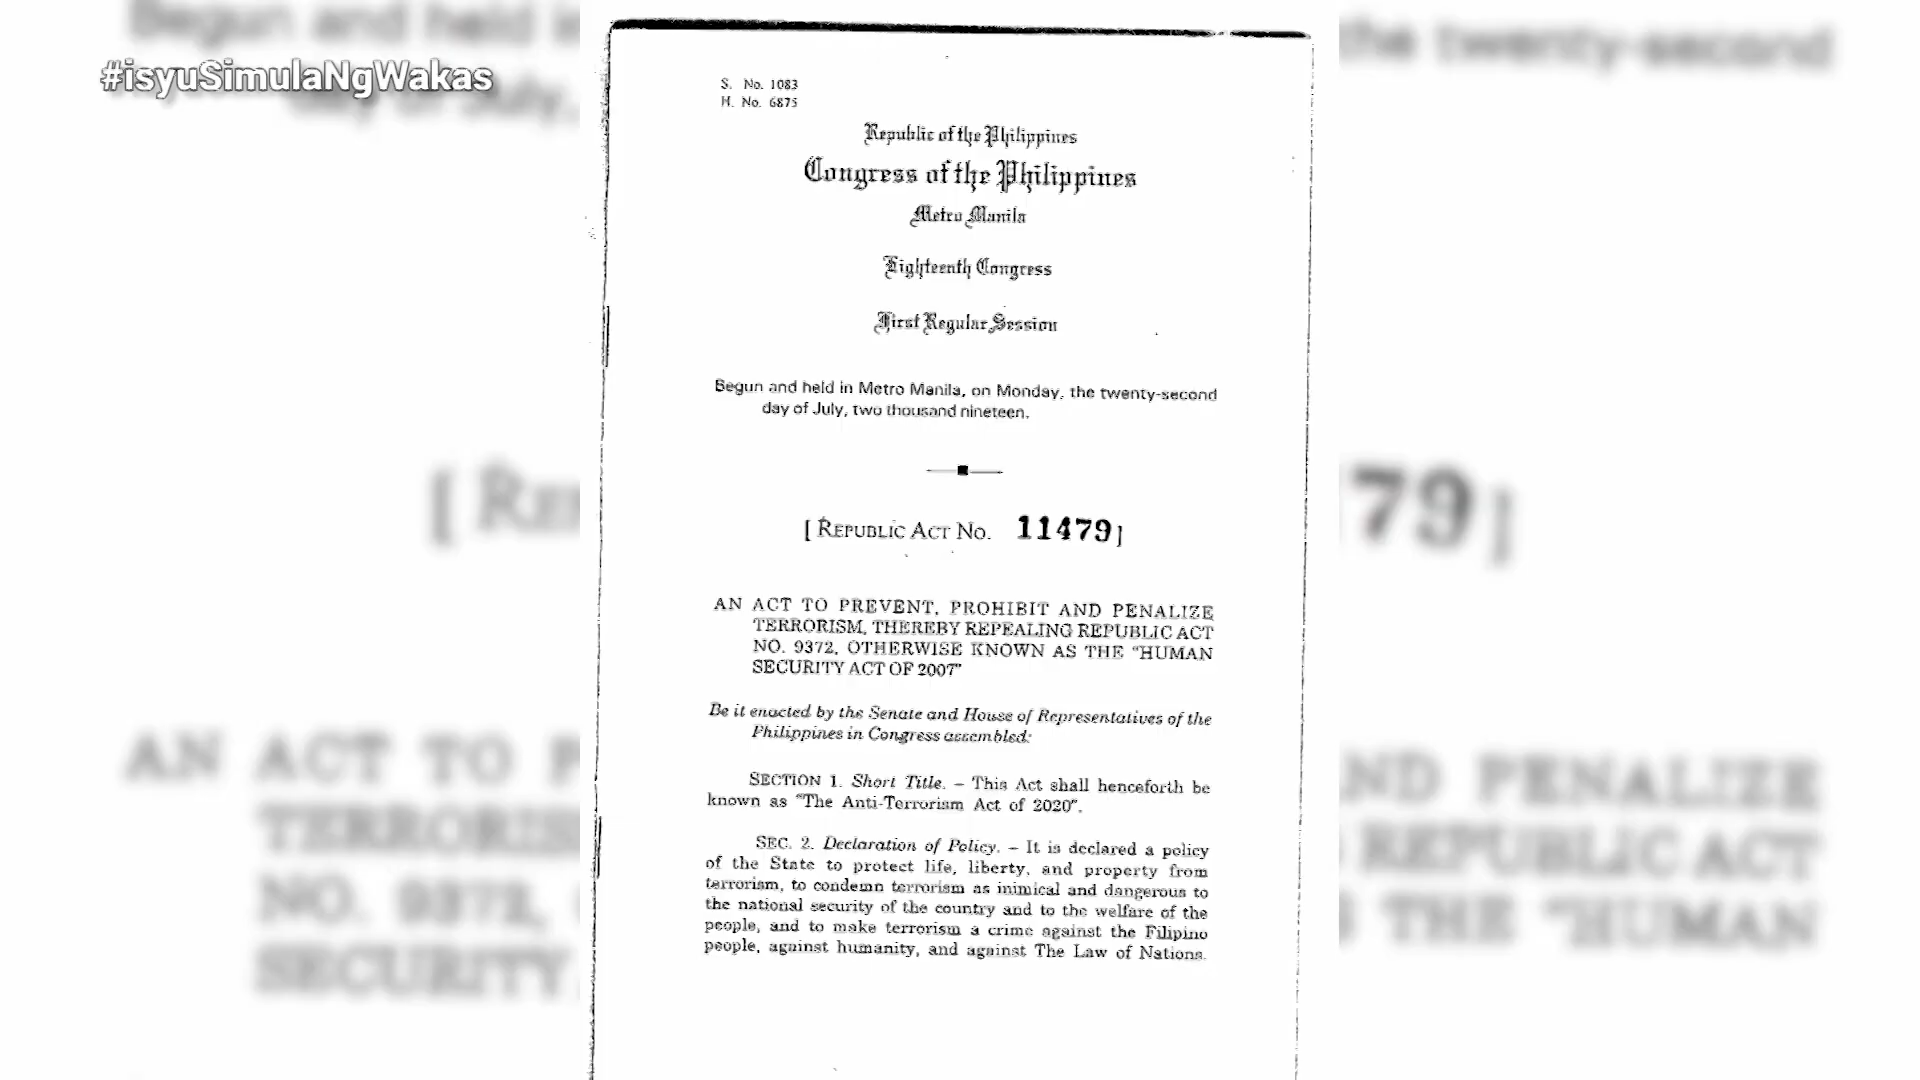 #isyuSimulaNgWakas
S. No. 1083
H. No. 6875
Republic of the Philippines
Congress of the Philippines
Metro Manila
Eighteenth Congress
First Regular Session
Begun and held in Metro Manila, on Monday, the twenty-second
day of July, two thousand nineteen.
[ REPUBLIC ACT NO. 11479 ]
AN ACT TO PREVENT, PROHIBIT AND PENALIZE
TERRORISM, THEREBY REPEALING REPUBLIC ACT
NO. 9372, OTHERWISE KNOWN AS THE "HUMAN
SECURITY ACT OF 2007"
Be it enacted by the Senate and House of Representatives of the
Philippines in Congress assembled:
SECTION 1. Short Title. – This Act shall henceforth be
known as "The Anti-Terrorism Act of 2020".
SEC. 2. Declaration of Policy. – It is declared a policy
of the State to protect life, liberty, and property from
terrorism, to condemn terrorism as inimical and dangerous to
the national security of the country and to the welfare of the
people, and to make terrorism a crime against the Filipino
people, against humanity, and against The Law of Nations.